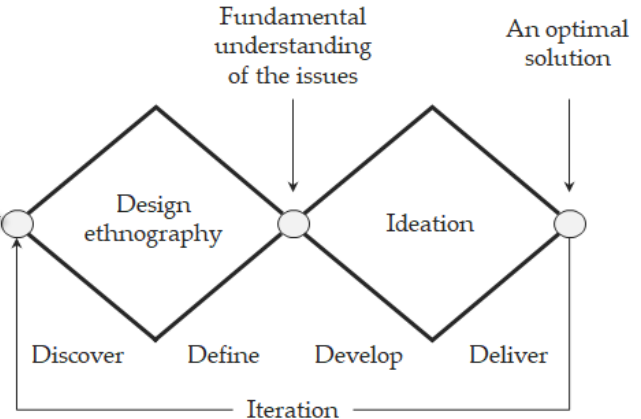 Fundamental
understanding
of the issues
An optimal
solution
Design
ethnography
Ideation
Discover
Define
Develop
Deliver
Iteration